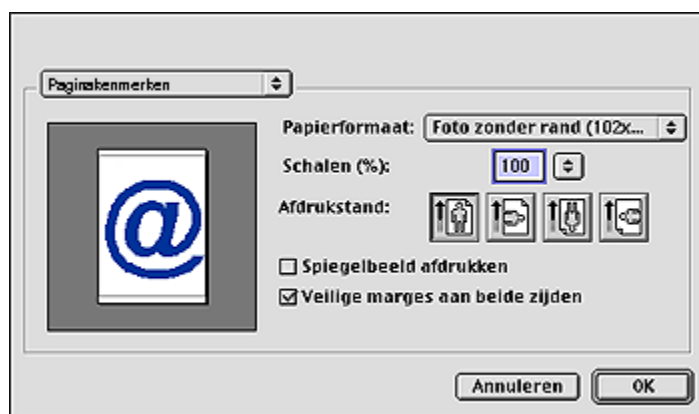 Paginakenmerken
Papierformaat: Foto zonder rand (102x...
Schalen (%): 100
Afdrukstand:
Spiegelbeeld afdrukken
Veilige marges aan beide zijden
@
Annuleren OK